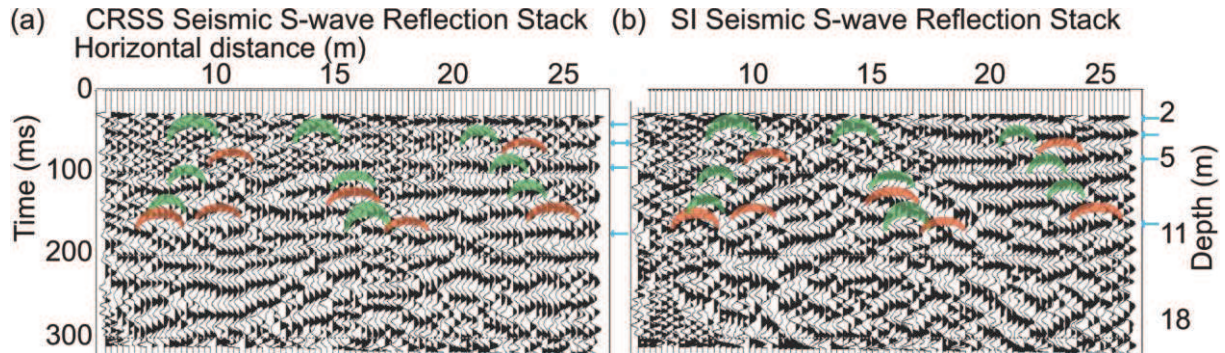 (a) CRSS Seismic S-wave Reflection Stack (b) SI Seismic S-wave Reflection Stack
Horizontal distance (m)
10 15 20 25 10 15 20 25
0
100
200
300
Time (ms)
2
5
11
18
Depth (m)